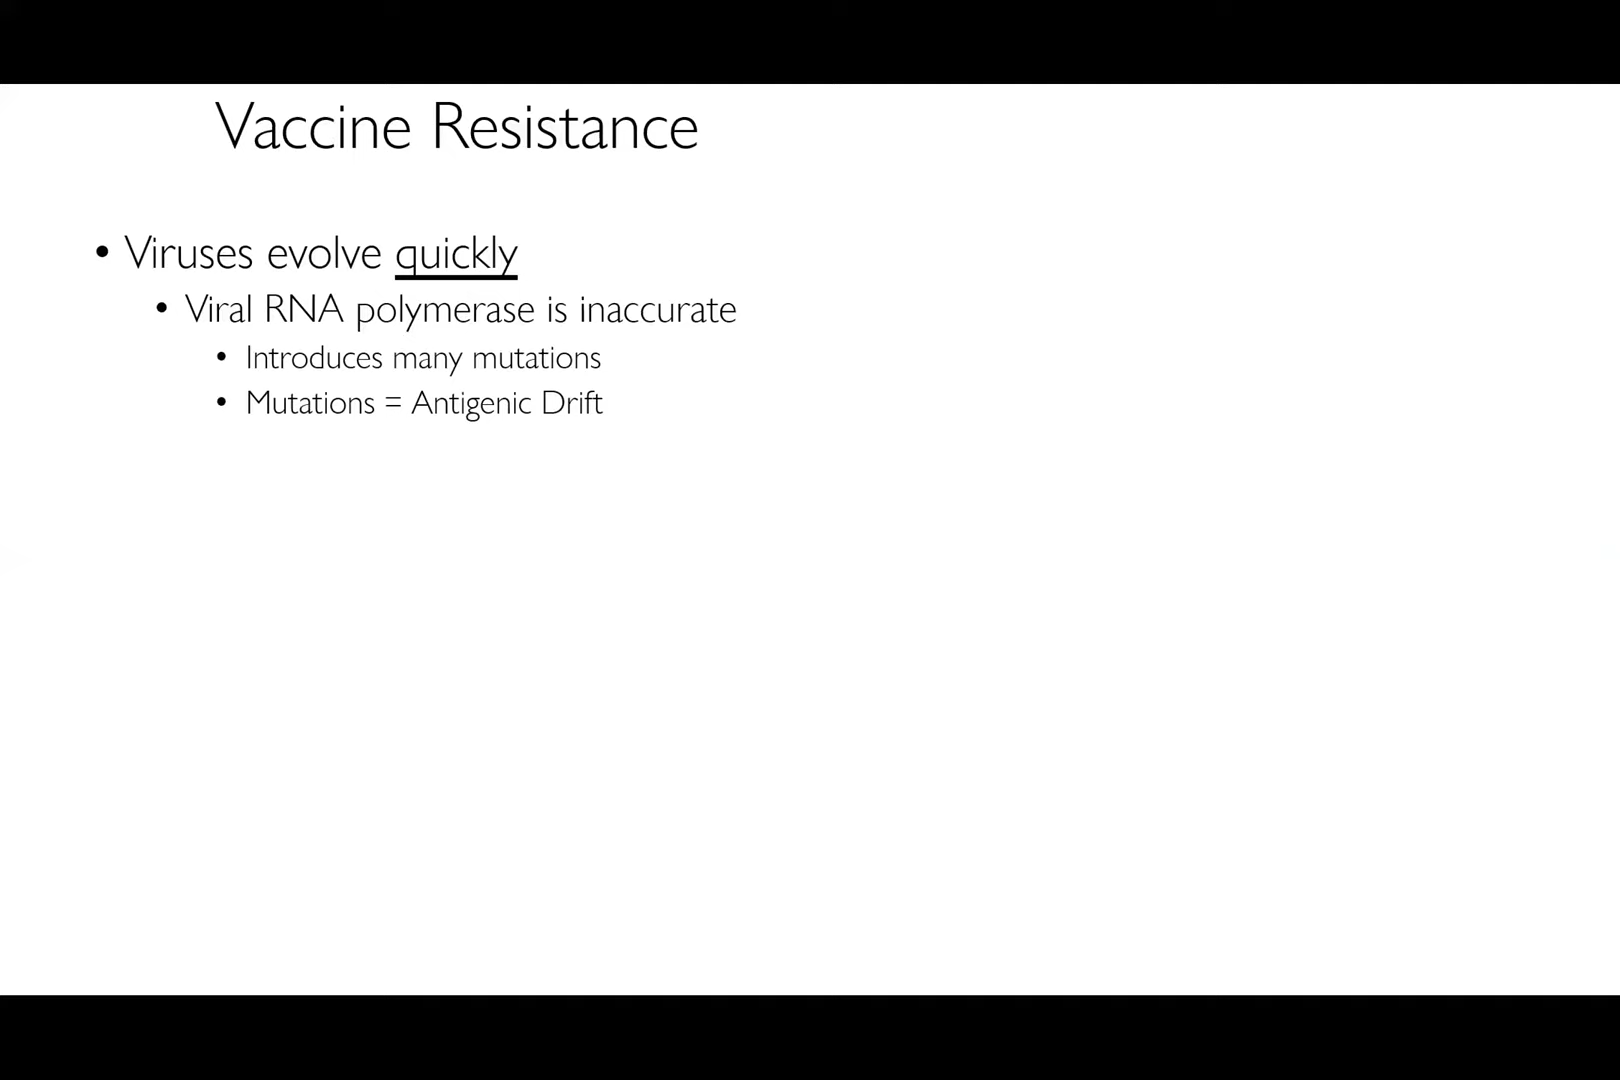 Vaccine Resistance
• Viruses evolve quickly
• Viral RNA polymerase is inaccurate
• Introduces many mutations
• Mutations = Antigenic Drift